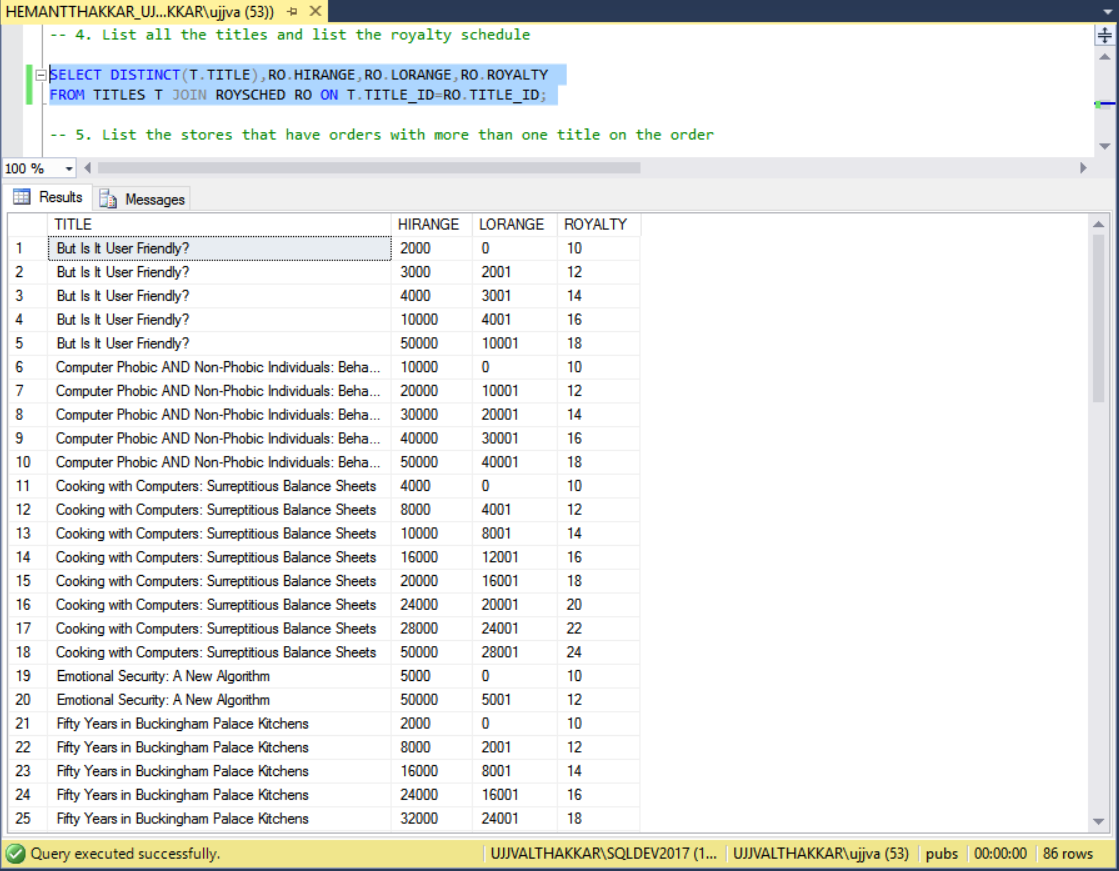 HEMANTTHAKKAR_UJ...KKAR\ujjva (53))
-- 4. List all the titles and list the royalty schedule
SELECT DISTINCT(T.TITLE),RO.HIRANGE,RO.LORANGE,RO.ROYALTY
FROM TITLES T JOIN ROYSCHED RO ON T.TITLE_ID=RO.TITLE_ID;
-- 5. List the stores that have orders with more than one title on the order
100 %
Results Messages
TITLE HIRANGE LORANGE ROYALTY
1 But Is It User Friendly? 2000 0 10
2 But Is It User Friendly? 3000 2001 12
3 But Is It User Friendly? 4000 3001 14
4 But Is It User Friendly? 10000 4001 16
5 But Is It User Friendly? 50000 10001 18
6 Computer Phobic AND Non-Phobic Individuals: Beha... 10000 0 10
7 Computer Phobic AND Non-Phobic Individuals: Beha... 20000 10001 12
8 Computer Phobic AND Non-Phobic Individuals: Beha... 30000 20001 14
9 Computer Phobic AND Non-Phobic Individuals: Beha... 40000 30001 16
10 Computer Phobic AND Non-Phobic Individuals: Beha... 50000 40001 18
11 Cooking with Computers: Surreptitious Balance Sheets 4000 0 10
12 Cooking with Computers: Surreptitious Balance Sheets 8000 4001 12
13 Cooking with Computers: Surreptitious Balance Sheets 10000 8001 14
14 Cooking with Computers: Surreptitious Balance Sheets 16000 12001 16
15 Cooking with Computers: Surreptitious Balance Sheets 20000 16001 18
16 Cooking with Computers: Surreptitious Balance Sheets 24000 20001 20
17 Cooking with Computers: Surreptitious Balance Sheets 28000 24001 22
18 Cooking with Computers: Surreptitious Balance Sheets 50000 28001 24
19 Emotional Security: A New Algorithm 5000 0 10
20 Emotional Security: A New Algorithm 50000 5001 12
21 Fifty Years in Buckingham Palace Kitchens 2000 0 10
22 Fifty Years in Buckingham Palace Kitchens 8000 2001 12
23 Fifty Years in Buckingham Palace Kitchens 16000 8001 14
24 Fifty Years in Buckingham Palace Kitchens 24000 16001 16
25 Fifty Years in Buckingham Palace Kitchens 32000 24001 18
Query executed successfully. UJJVALTHAKKAR\SQLDEV2017 (1... UJJVALTHAKKAR\ujjva (53) pubs 00:00:00 86 rows